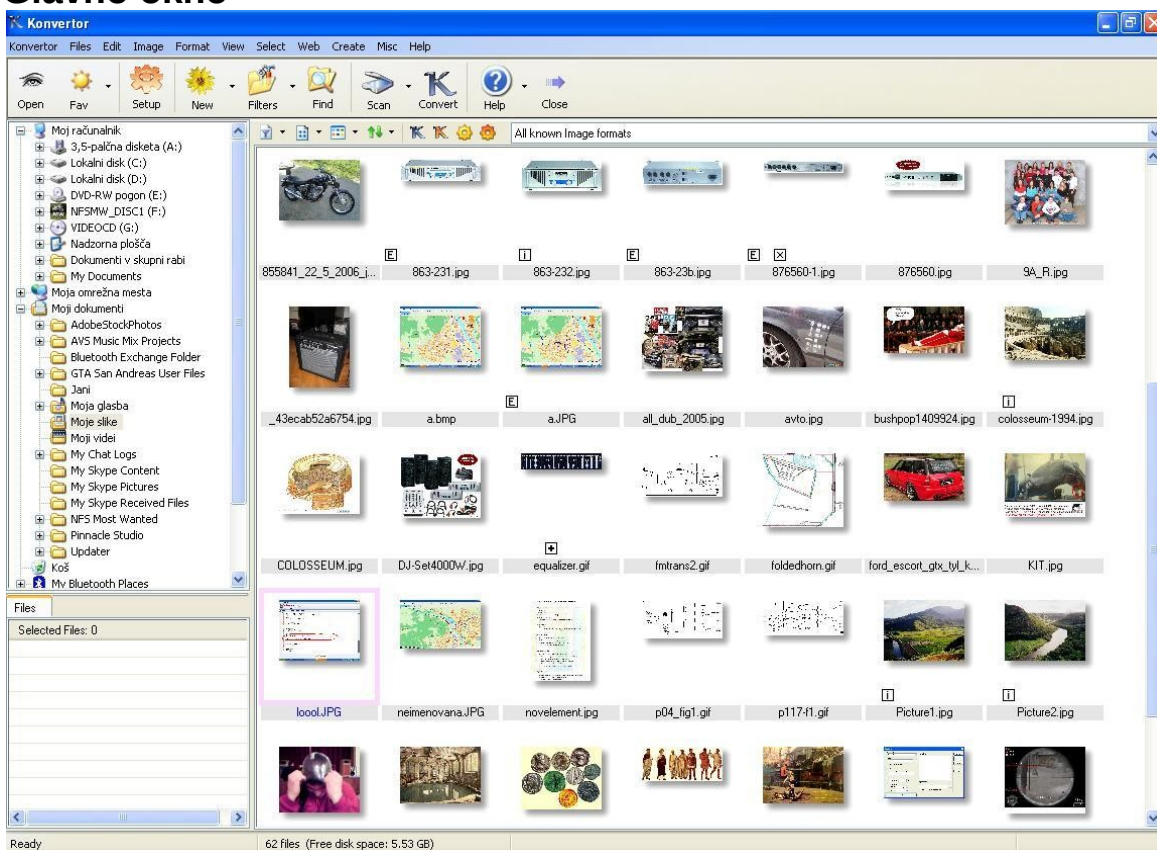 Glavno okno
Konvertor
Konvertor Files Edit Image Format View Select Web Create Misc Help
Open Fav Setup New Filters Find Scan Convert Help Close
All known Image formats
Moj računalnik
3,5-palčna disketa (A:)
Lokalni disk (C:)
Lokalni disk (D:)
DVD-RW pogon (E:)
NFSMW_DISC1 (F:)
VIDEOCD (G:)
Nadzorna plošča
Dokumenti v skupni rabi
My Documents
Moja omrežna mesta
Moji dokumenti
AdobeStockPhotos
AVS Music Mix Projects
Bluetooth Exchange Folder
GTA San Andreas User Files
Jani
Moja glasba
Moje slike
Moji videi
My Chat Logs
My Skype Content
My Skype Pictures
My Skype Received Files
NFS Most Wanted
Pinnacle Studio
Updater
Koš
My Bluetooth Places
Files
Selected Files: 0
E i E E
855841_22_5_2006_j... 863-231.jpg 863-232.jpg 863-23b.jpg 876560-1.jpg 876560.jpg 9A_R.jpg
E i
_43ecab52a6754.jpg a.bmp a.JPG all_dub_2005.jpg avto.jpg bushpop1409924.jpg colosseum-1994.jpg
COLOSSEUM.jpg DJ-Set4000W.jpg equalizer.gif fmtrans2.gif foldedhorn.gif ford_escort_gtx_tyl_k... KIT.jpg
i i
loool.JPG neimenovana.JPG novelement.jpg p04_fig1.gif p117-f1.gif Picture1.jpg Picture2.jpg
Ready 62 files (Free disk space: 5.53 GB)